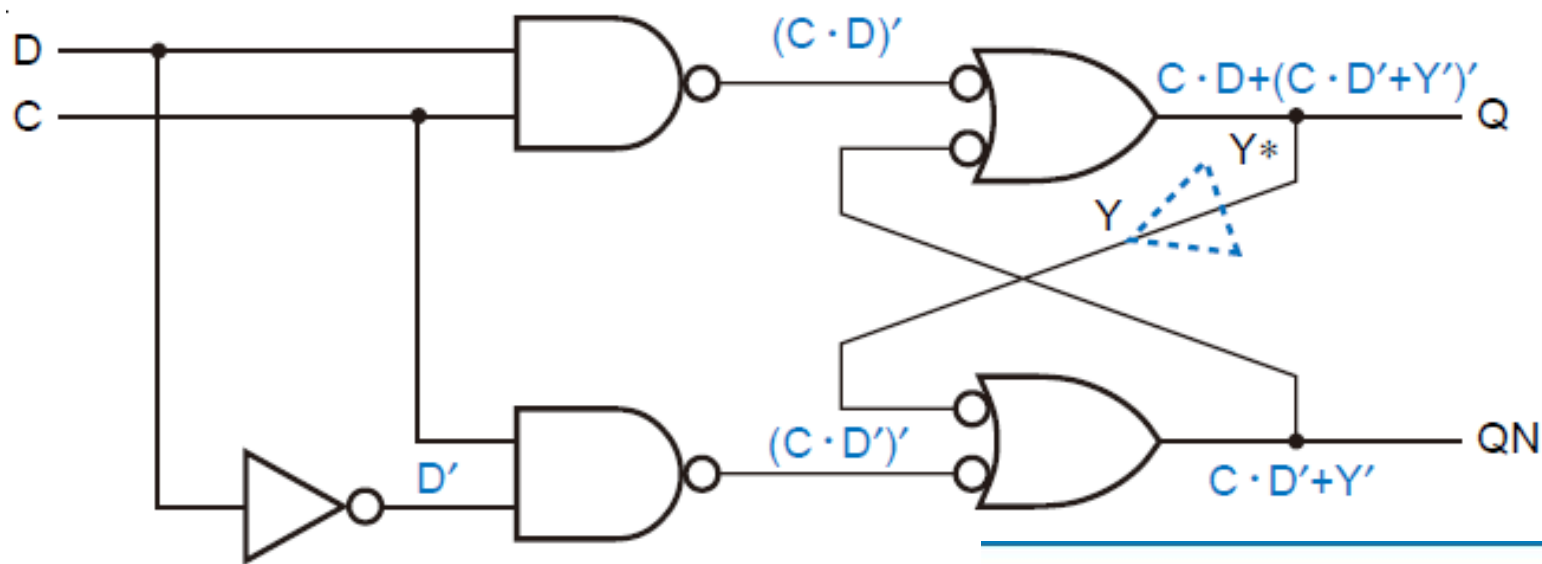 D
C
(C · D)′
C · D+(C · D′+Y′)′
Q
Y*
Y
D′
(C · D′)′
QN
C · D′+Y′